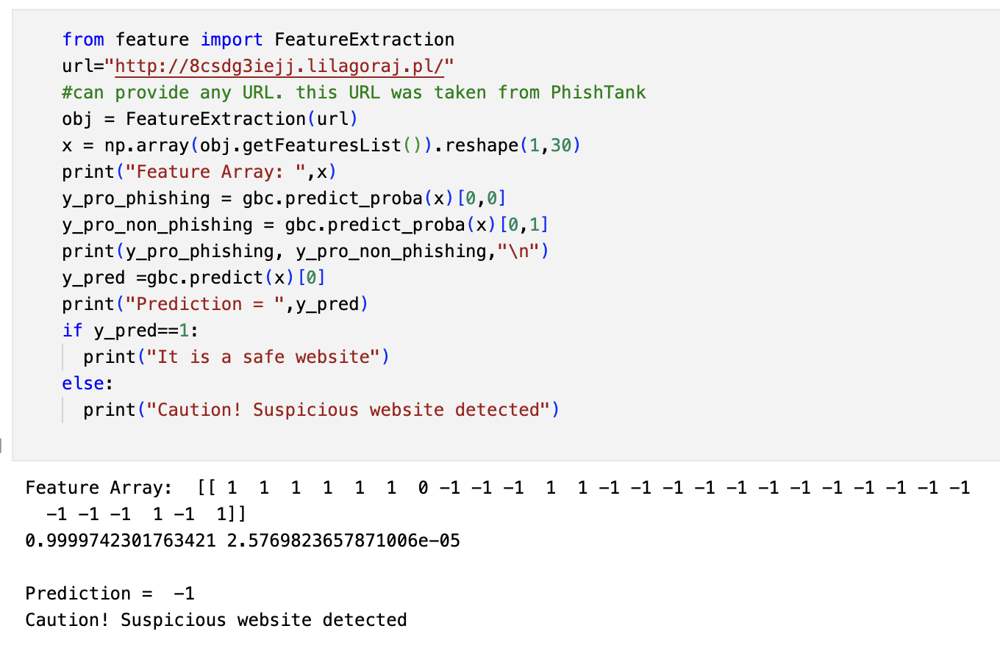 from feature import FeatureExtraction
url="http://8csdg3iejj.lilagoraj.pl/"
#can provide any URL. this URL was taken from PhishTank
obj = FeatureExtraction(url)
x = np.array(obj.getFeaturesList()).reshape(1,30)
print("Feature Array: ",x)
y_pro_phishing = gbc.predict_proba(x)[0,0]
y_pro_non_phishing = gbc.predict_proba(x)[0,1]
print(y_pro_phishing, y_pro_non_phishing,"\n")
y_pred =gbc.predict(x)[0]
print("Prediction = ",y_pred)
if y_pred==1:
  print("It is a safe website")
else:
  print("Caution! Suspicious website detected")
Feature Array:  [[ 1  1  1  1  1  1  0 -1 -1 -1  1  1 -1 -1 -1 -1 -1 -1 -1 -1 -1 -1 -1 -1
  -1 -1 -1  1 -1  1]]
0.9999742301763421 2.5769823657871006e-05
Prediction =  -1
Caution! Suspicious website detected